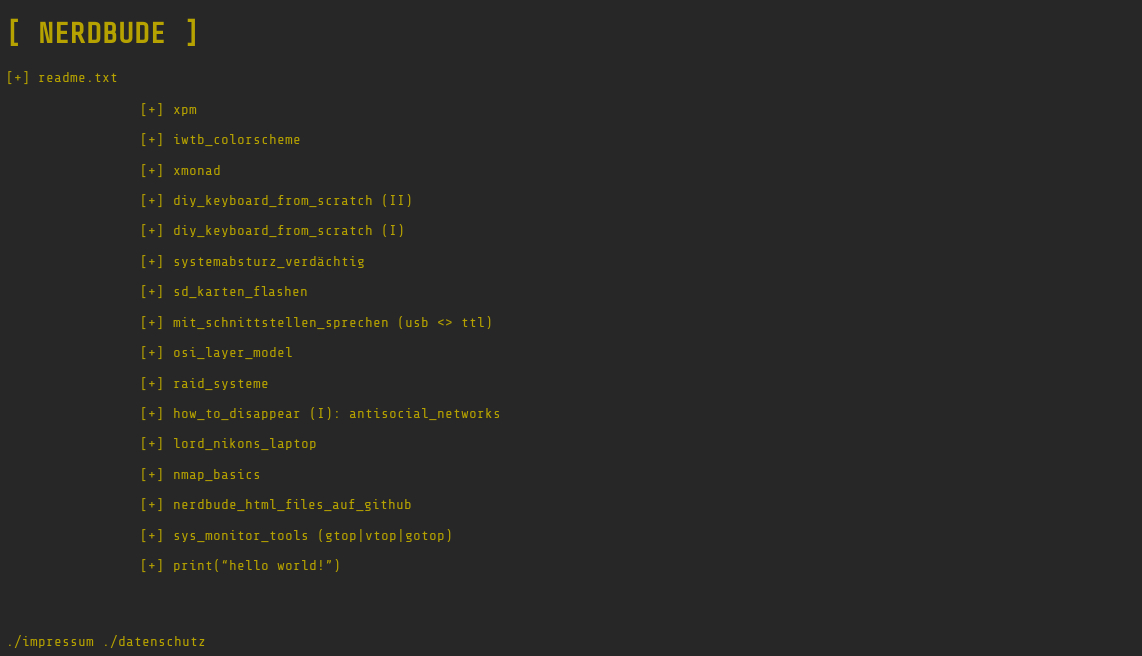 [ NERDBUDE ]
[+] readme.txt
[+] xpm
[+] iwtb_colorscheme
[+] xmonad
[+] diy_keyboard_from_scratch (II)
[+] diy_keyboard_from_scratch (I)
[+] systemabsturz_verdächtig
[+] sd_karten_flashen
[+] mit_schnittstellen_sprechen (usb <> ttl)
[+] osi_layer_model
[+] raid_systeme
[+] how_to_disappear (I): antisocial_networks
[+] lord_nikons_laptop
[+] nmap_basics
[+] nerdbude_html_files_auf_github
[+] sys_monitor_tools (gtop|vtop|gotop)
[+] print(“hello world!”)
./impressum ./datenschutz